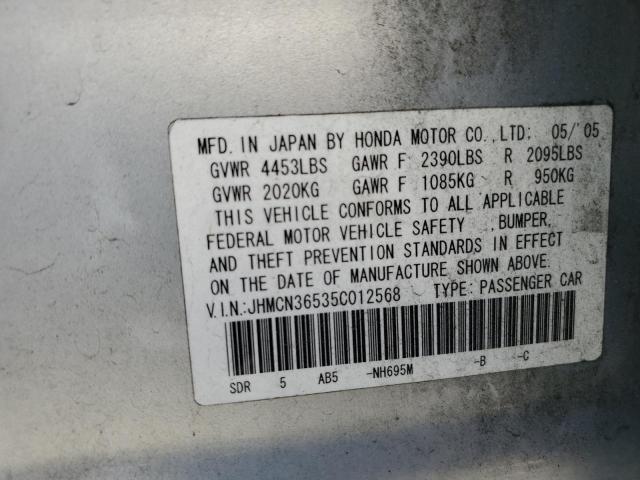 MFD. IN JAPAN BY HONDA MOTOR CO., LTD: 05/'05
GVWR 4453LBS GAWR F 2390LBS R 2095LBS
GVWR 2020KG GAWR F 1085KG R 950KG
THIS VEHICLE CONFORMS TO ALL APPLICABLE
FEDERAL MOTOR VEHICLE SAFETY , BUMPER,
AND THEFT PREVENTION STANDARDS IN EFFECT
ON THE DATE OF MANUFACTURE SHOWN ABOVE.
V.I.N.:JHMCN36535C012568 TYPE: PASSENGER CAR
SDR 5 AB5 -NH695M -B -C